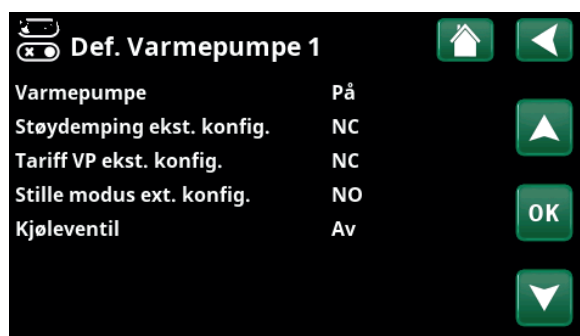 Def. Varmepumpe 1
Varmepumpe På
Støydemping ekst. konfig. NC
Tariff VP ekst. konfig. NC
Stille modus ext. konfig. NO
Kjøleventil Av
OK